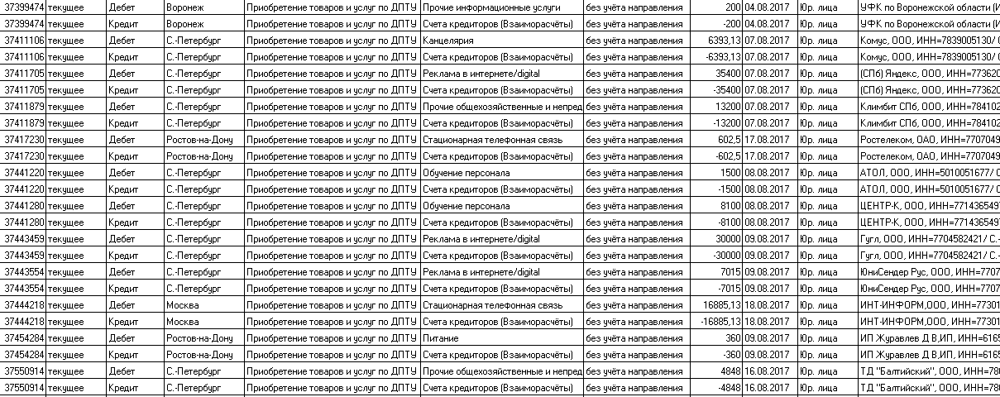 37399474 текущее Дебет Воронеж Приобретение товаров и услуг по ДПТУ Прочие информационные услуги без учёта направления 200 04.08.2017 Юр. лица УФК по Воронежской области (И
37399474 текущее Кредит Воронеж Приобретение товаров и услуг по ДПТУ Счета кредиторов (Взаиморасчёты) без учёта направления -200 04.08.2017 Юр. лица УФК по Воронежской области (И
37411106 текущее Дебет С.-Петербург Приобретение товаров и услуг по ДПТУ Канцелярия без учёта направления 6393,13 07.08.2017 Юр. лица Комус, ООО, ИНН=7839005130/ С
37411106 текущее Кредит С.-Петербург Приобретение товаров и услуг по ДПТУ Счета кредиторов (Взаиморасчёты) без учёта направления -6393,13 07.08.2017 Юр. лица Комус, ООО, ИНН=7839005130/ С
37411705 текущее Дебет С.-Петербург Приобретение товаров и услуг по ДПТУ Реклама в интернете/digital без учёта направления 35400 07.08.2017 Юр. лица (СПб) Яндекс, ООО, ИНН=773620
37411705 текущее Кредит С.-Петербург Приобретение товаров и услуг по ДПТУ Счета кредиторов (Взаиморасчёты) без учёта направления -35400 07.08.2017 Юр. лица (СПб) Яндекс, ООО, ИНН=773620
37411879 текущее Дебет С.-Петербург Приобретение товаров и услуг по ДПТУ Прочие общехозяйственные и непред без учёта направления 13200 07.08.2017 Юр. лица Климбит СПб, ООО, ИНН=784102
37411879 текущее Кредит С.-Петербург Приобретение товаров и услуг по ДПТУ Счета кредиторов (Взаиморасчёты) без учёта направления -13200 07.08.2017 Юр. лица Климбит СПб, ООО, ИНН=784102
37417230 текущее Дебет Ростов-на-Дону Приобретение товаров и услуг по ДПТУ Стационарная телефонная связь без учёта направления 602,5 17.08.2017 Юр. лица Ростелеком, ОАО, ИНН=7707049
37417230 текущее Кредит Ростов-на-Дону Приобретение товаров и услуг по ДПТУ Счета кредиторов (Взаиморасчёты) без учёта направления -602,5 17.08.2017 Юр. лица Ростелеком, ОАО, ИНН=7707049
37441220 текущее Дебет С.-Петербург Приобретение товаров и услуг по ДПТУ Обучение персонала без учёта направления 1500 08.08.2017 Юр. лица АТОЛ, ООО, ИНН=5010051677/ С
37441220 текущее Кредит С.-Петербург Приобретение товаров и услуг по ДПТУ Счета кредиторов (Взаиморасчёты) без учёта направления -1500 08.08.2017 Юр. лица АТОЛ, ООО, ИНН=5010051677/ С
37441280 текущее Дебет С.-Петербург Приобретение товаров и услуг по ДПТУ Обучение персонала без учёта направления 8100 08.08.2017 Юр. лица ЦЕНТР-К, ООО, ИНН=771436549
37441280 текущее Кредит С.-Петербург Приобретение товаров и услуг по ДПТУ Счета кредиторов (Взаиморасчёты) без учёта направления -8100 08.08.2017 Юр. лица ЦЕНТР-К, ООО, ИНН=771436549
37443459 текущее Дебет С.-Петербург Приобретение товаров и услуг по ДПТУ Реклама в интернете/digital без учёта направления 30000 09.08.2017 Юр. лица Гугл, ООО, ИНН=7704582421/ С.-
37443459 текущее Кредит С.-Петербург Приобретение товаров и услуг по ДПТУ Счета кредиторов (Взаиморасчёты) без учёта направления -30000 09.08.2017 Юр. лица Гугл, ООО, ИНН=7704582421/ С.-
37443554 текущее Дебет С.-Петербург Приобретение товаров и услуг по ДПТУ Реклама в интернете/digital без учёта направления 7015 09.08.2017 Юр. лица ЮниСендер Рус, ООО, ИНН=7707
37443554 текущее Кредит С.-Петербург Приобретение товаров и услуг по ДПТУ Счета кредиторов (Взаиморасчёты) без учёта направления -7015 09.08.2017 Юр. лица ЮниСендер Рус, ООО, ИНН=7707
37444218 текущее Дебет Москва Приобретение товаров и услуг по ДПТУ Стационарная телефонная связь без учёта направления 16885,13 18.08.2017 Юр. лица ИНТ-ИНФОРМ,ООО, ИНН=77301
37444218 текущее Кредит Москва Приобретение товаров и услуг по ДПТУ Счета кредиторов (Взаиморасчёты) без учёта направления -16885,13 18.08.2017 Юр. лица ИНТ-ИНФОРМ,ООО, ИНН=77301
37454284 текущее Дебет Ростов-на-Дону Приобретение товаров и услуг по ДПТУ Питание без учёта направления 360 09.08.2017 Юр. лица ИП Журавлев Д В,ИП, ИНН=6165
37454284 текущее Кредит Ростов-на-Дону Приобретение товаров и услуг по ДПТУ Счета кредиторов (Взаиморасчёты) без учёта направления -360 09.08.2017 Юр. лица ИП Журавлев Д В,ИП, ИНН=6165
37550914 текущее Дебет С.-Петербург Приобретение товаров и услуг по ДПТУ Прочие общехозяйственные и непред без учёта направления 4848 16.08.2017 Юр. лица ТД "Балтийский", ООО, ИНН=780
37550914 текущее Кредит С.-Петербург Приобретение товаров и услуг по ДПТУ Счета кредиторов (Взаиморасчёты) без учёта направления -4848 16.08.2017 Юр. лица ТД "Балтийский", ООО, ИНН=780